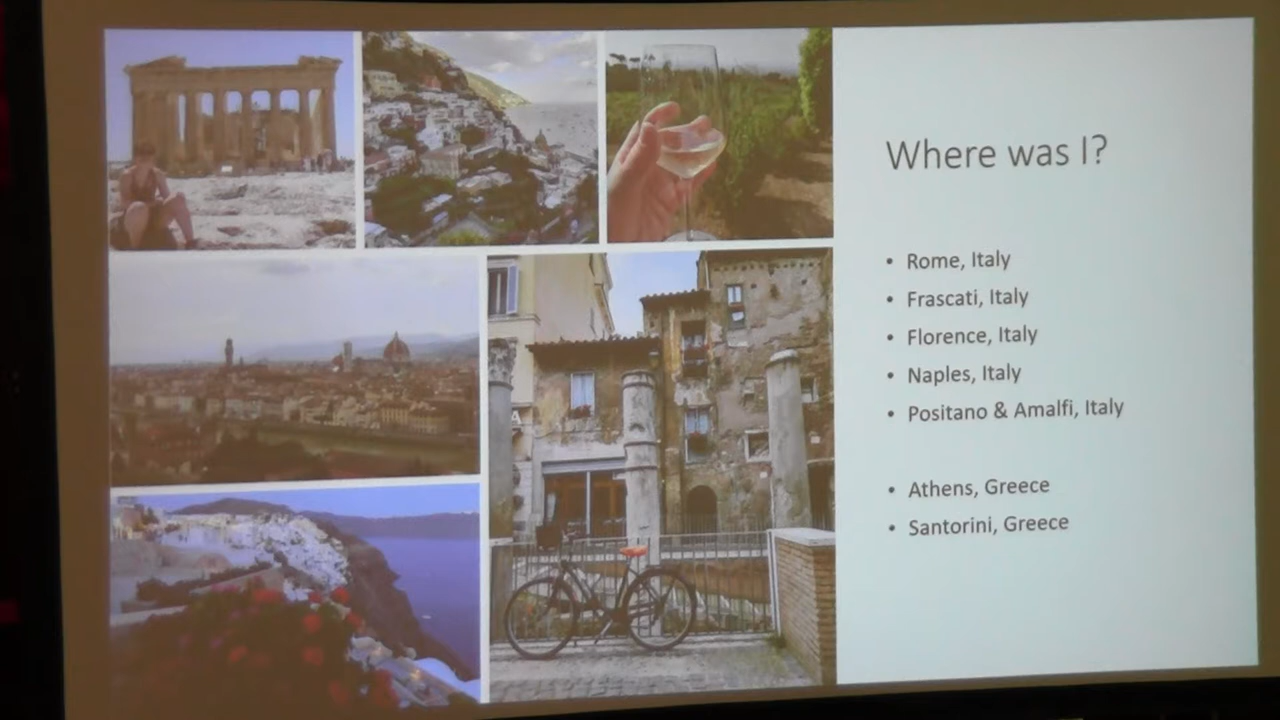 Where was I?
• Rome, Italy
• Frascati, Italy
• Florence, Italy
• Naples, Italy
• Positano & Amalfi, Italy
• Athens, Greece
• Santorini, Greece